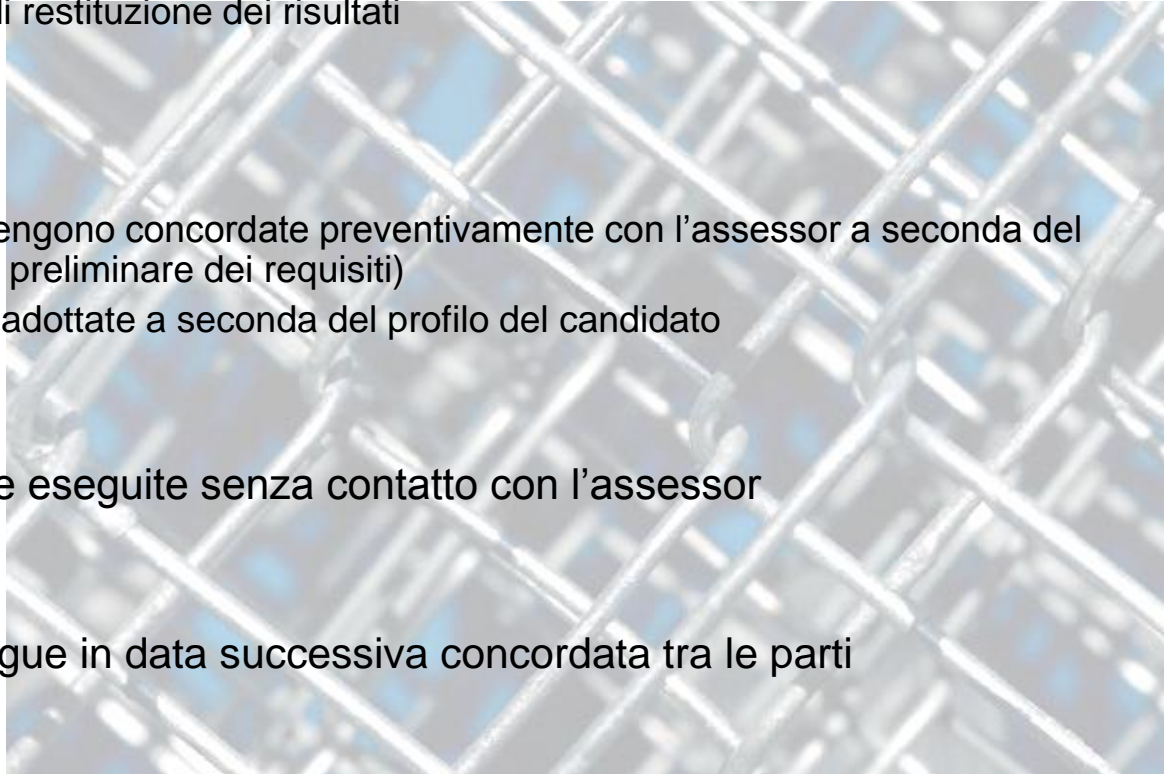 i restituzione dei risultati
engono concordate preventivamente con l’assessor a seconda del
preliminare dei requisiti)
adottate a seconda del profilo del candidato
e eseguite senza contatto con l’assessor
gue in data successiva concordata tra le parti